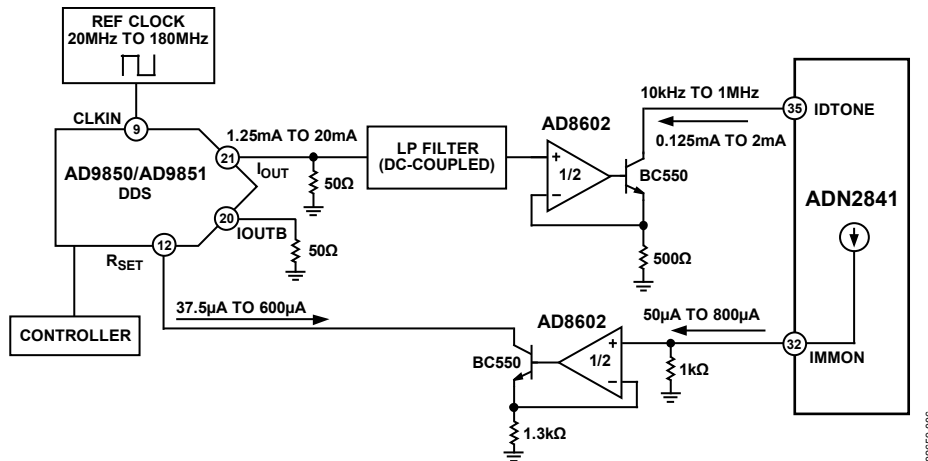 REF CLOCK
20MHz TO 180MHz
CLKIN
9
1.25mA TO 20mA
21
IOUT
AD9850/AD9851
DDS
50Ω
20
IOUTB
12
RSET
50Ω
CONTROLLER
LP FILTER
(DC-COUPLED)
AD8602
+
1/2
–
BC550
500Ω
10kHz TO 1MHz
0.125mA TO 2mA
35
IDTONE
ADN2841
37.5µA TO 600µA
BC550
AD8602
+
1/2
–
1.3kΩ
50µA TO 800µA
1kΩ
32
IMMON